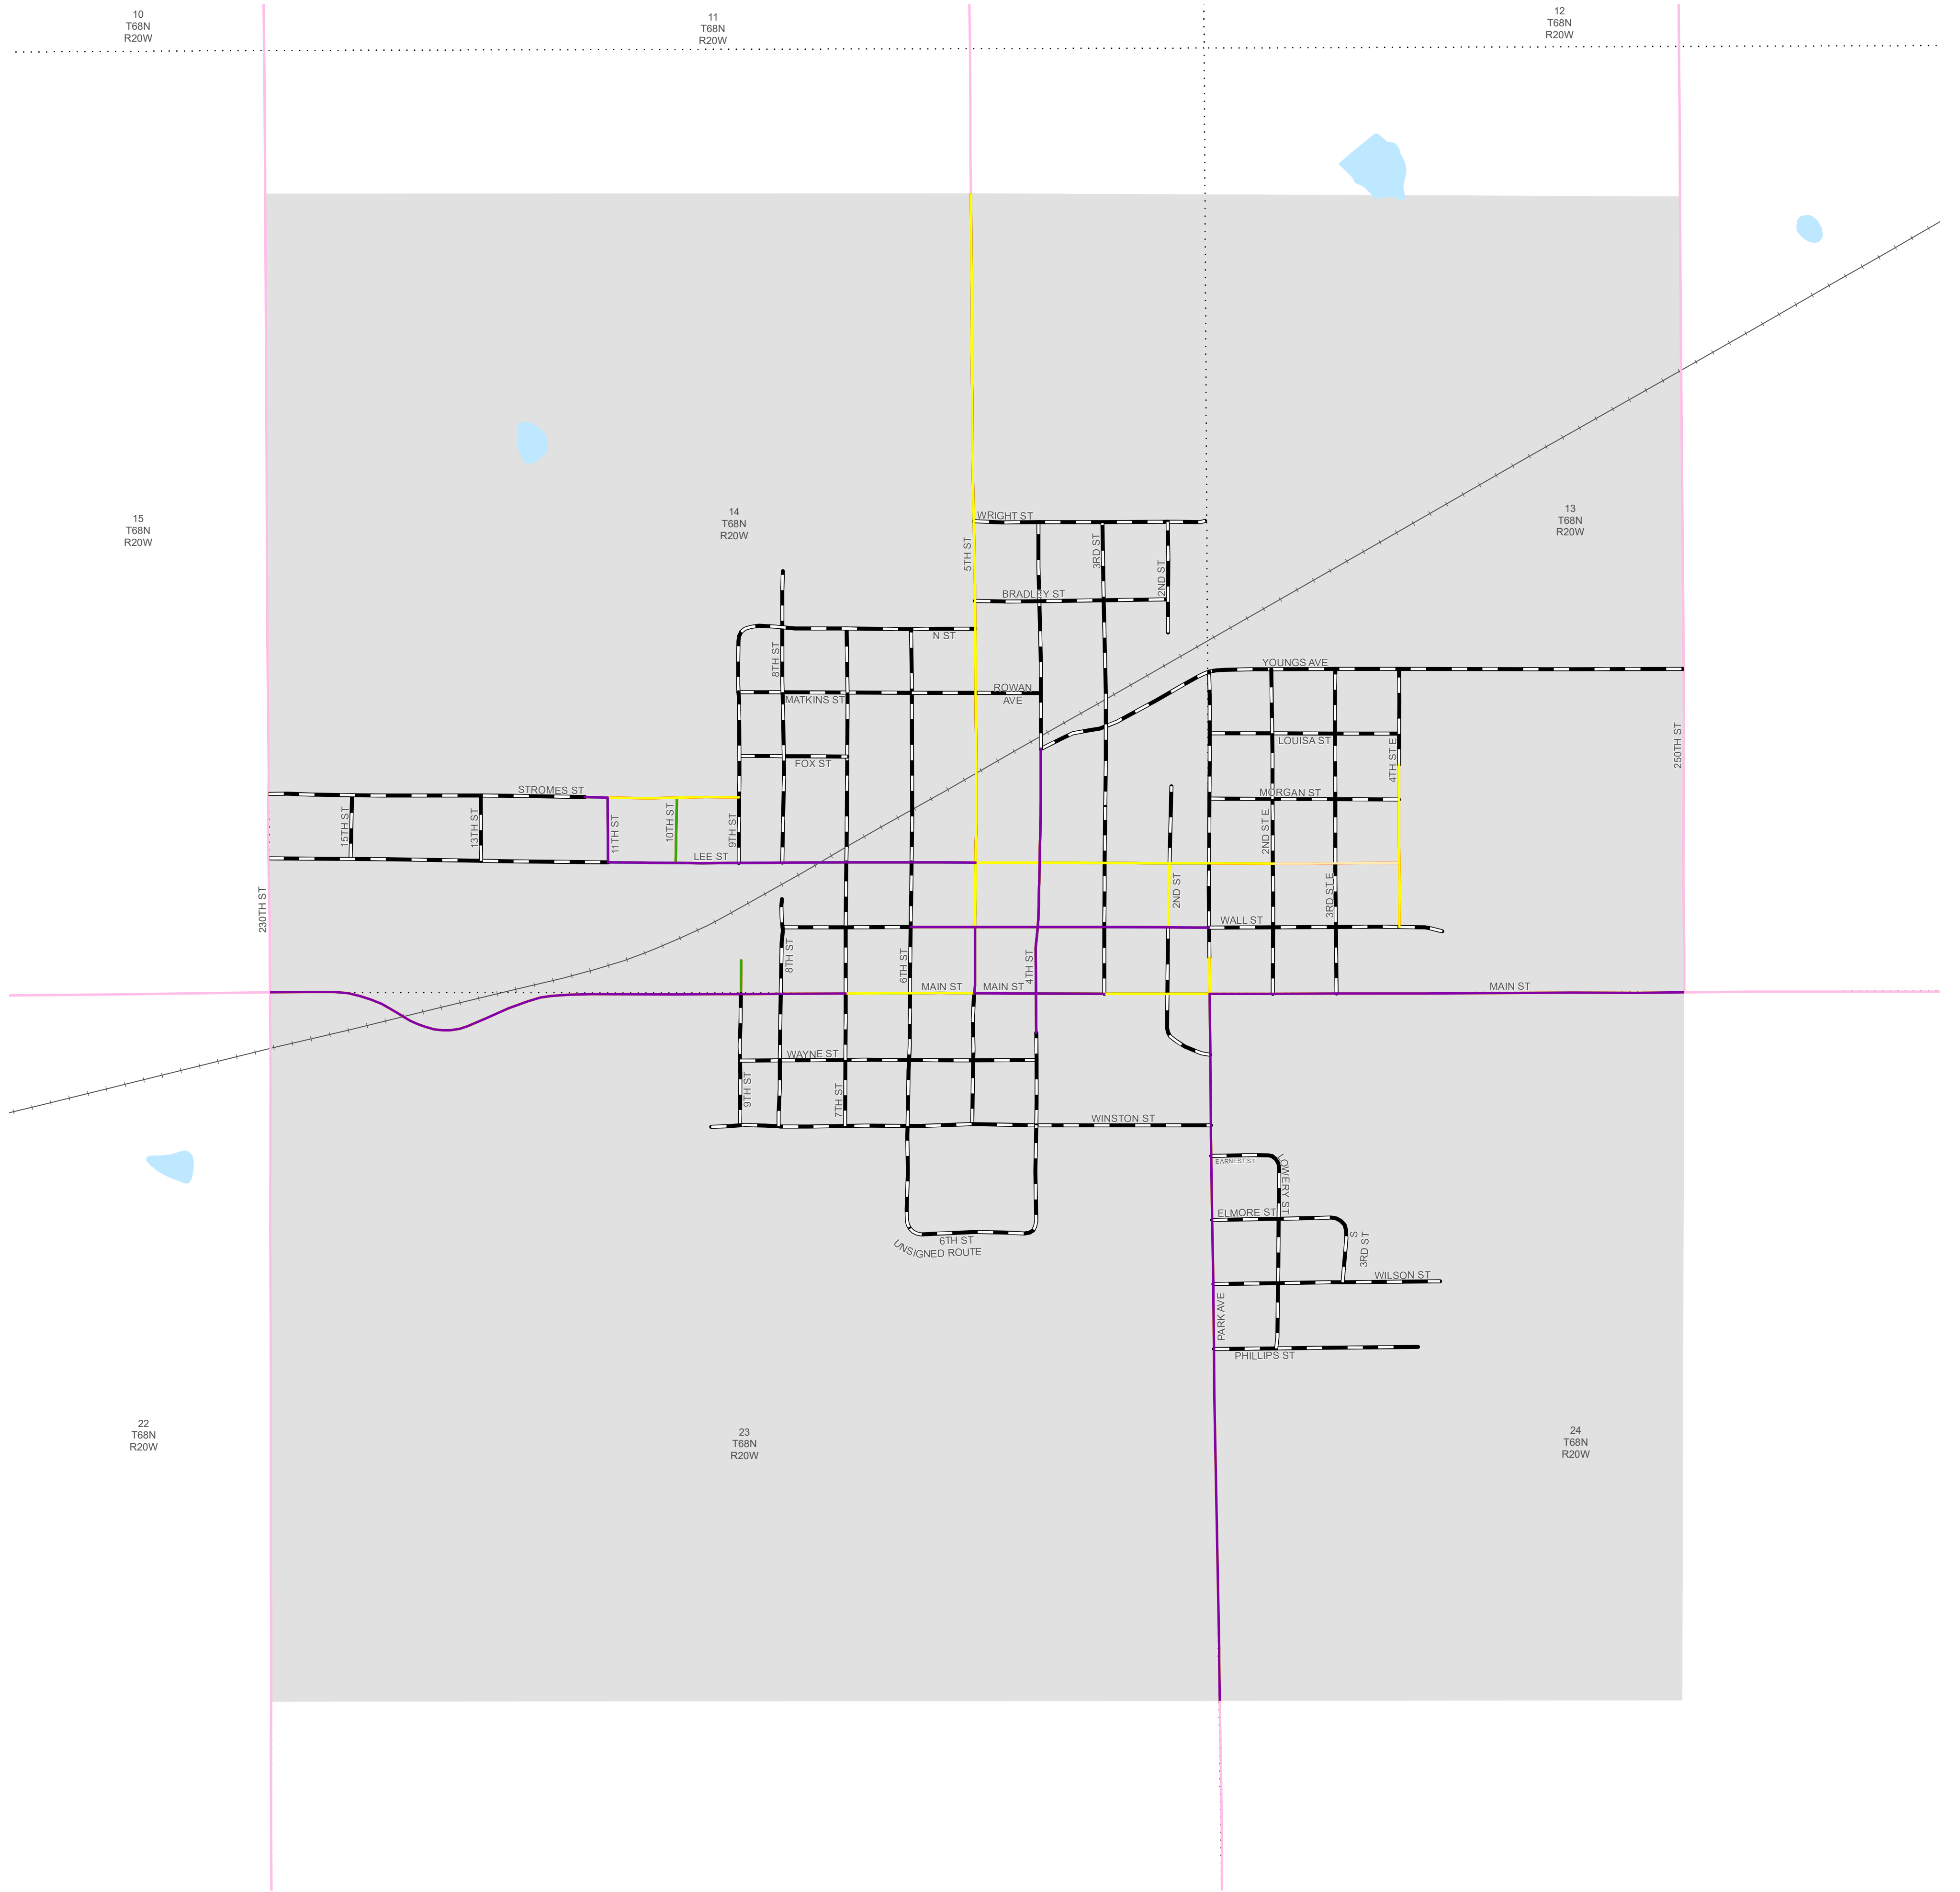 10
T68N
R20W
11
T68N
R20W
12
T68N
R20W
15
T68N
R20W
14
T68N
R20W
13
T68N
R20W
WRIGHT ST
5TH ST
3RD ST
2ND ST
BRADLEY ST
N ST
8TH ST
YOUNGS AVE
ROWAN
AVE
MATKINS ST
LOUISA ST
4TH ST E
250TH ST
FOX ST
STROMES ST
MORGAN ST
15TH ST
13TH ST
11TH ST
10TH ST
9TH ST
2ND ST E
LEE ST
230TH ST
2ND ST
3RD ST E
WALL ST
8TH ST
6TH ST
4TH ST
MAIN ST
MAIN ST
MAIN ST
WAYNE ST
9TH ST
7TH ST
WINSTON ST
EARNEST ST
LOWERY ST
ELMORE ST
S
3RD ST
6TH ST
UNSIGNED ROUTE
WILSON ST
PARK AVE
PHILLIPS ST
22
T68N
R20W
23
T68N
R20W
24
T68N
R20W